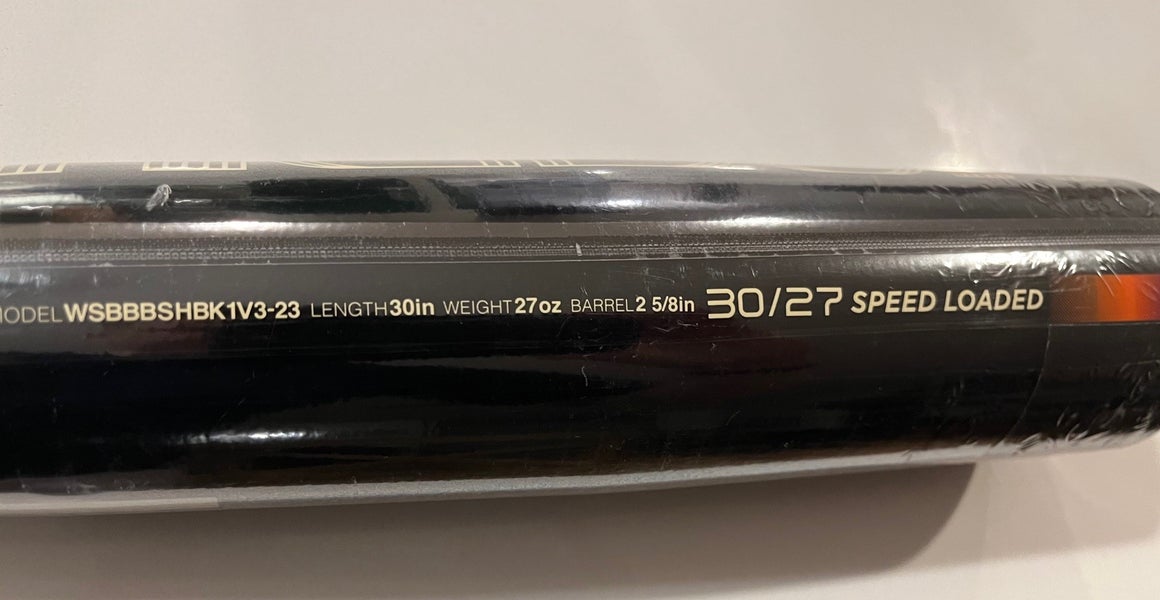 MODEL WSBBBSHBK1V3-23 LENGTH 30in WEIGHT 27oz BARREL 2 5/8in 30/27 SPEED LOADED